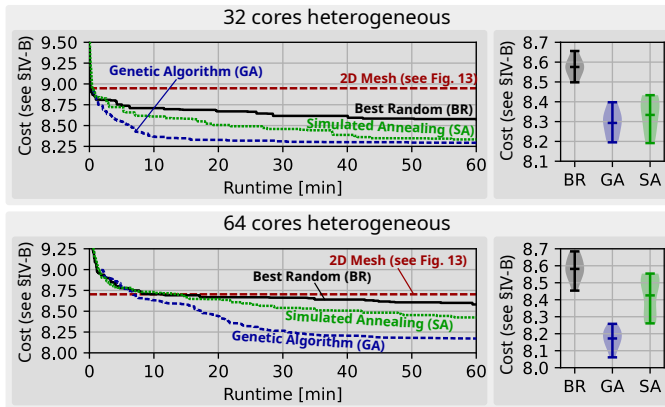 32 cores heterogeneous
Cost (see §IV-B)
9.50
9.25
9.00
8.75
8.50
8.25
Genetic Algorithm (GA)
2D Mesh (see Fig. 13)
Best Random (BR)
Simulated Annealing (SA)
0 10 20 30 40 50 60
Runtime [min]
Cost (see §IV-B)
8.7
8.6
8.5
8.4
8.3
8.2
8.1
BR GA SA
64 cores heterogeneous
Cost (see §IV-B)
9.25
9.00
8.75
8.50
8.25
8.00
2D Mesh (see Fig. 13)
Best Random (BR)
Simulated Annealing (SA)
Genetic Algorithm (GA)
0 10 20 30 40 50 60
Runtime [min]
Cost (see §IV-B)
8.7
8.6
8.5
8.4
8.3
8.2
8.1
8.0
BR GA SA